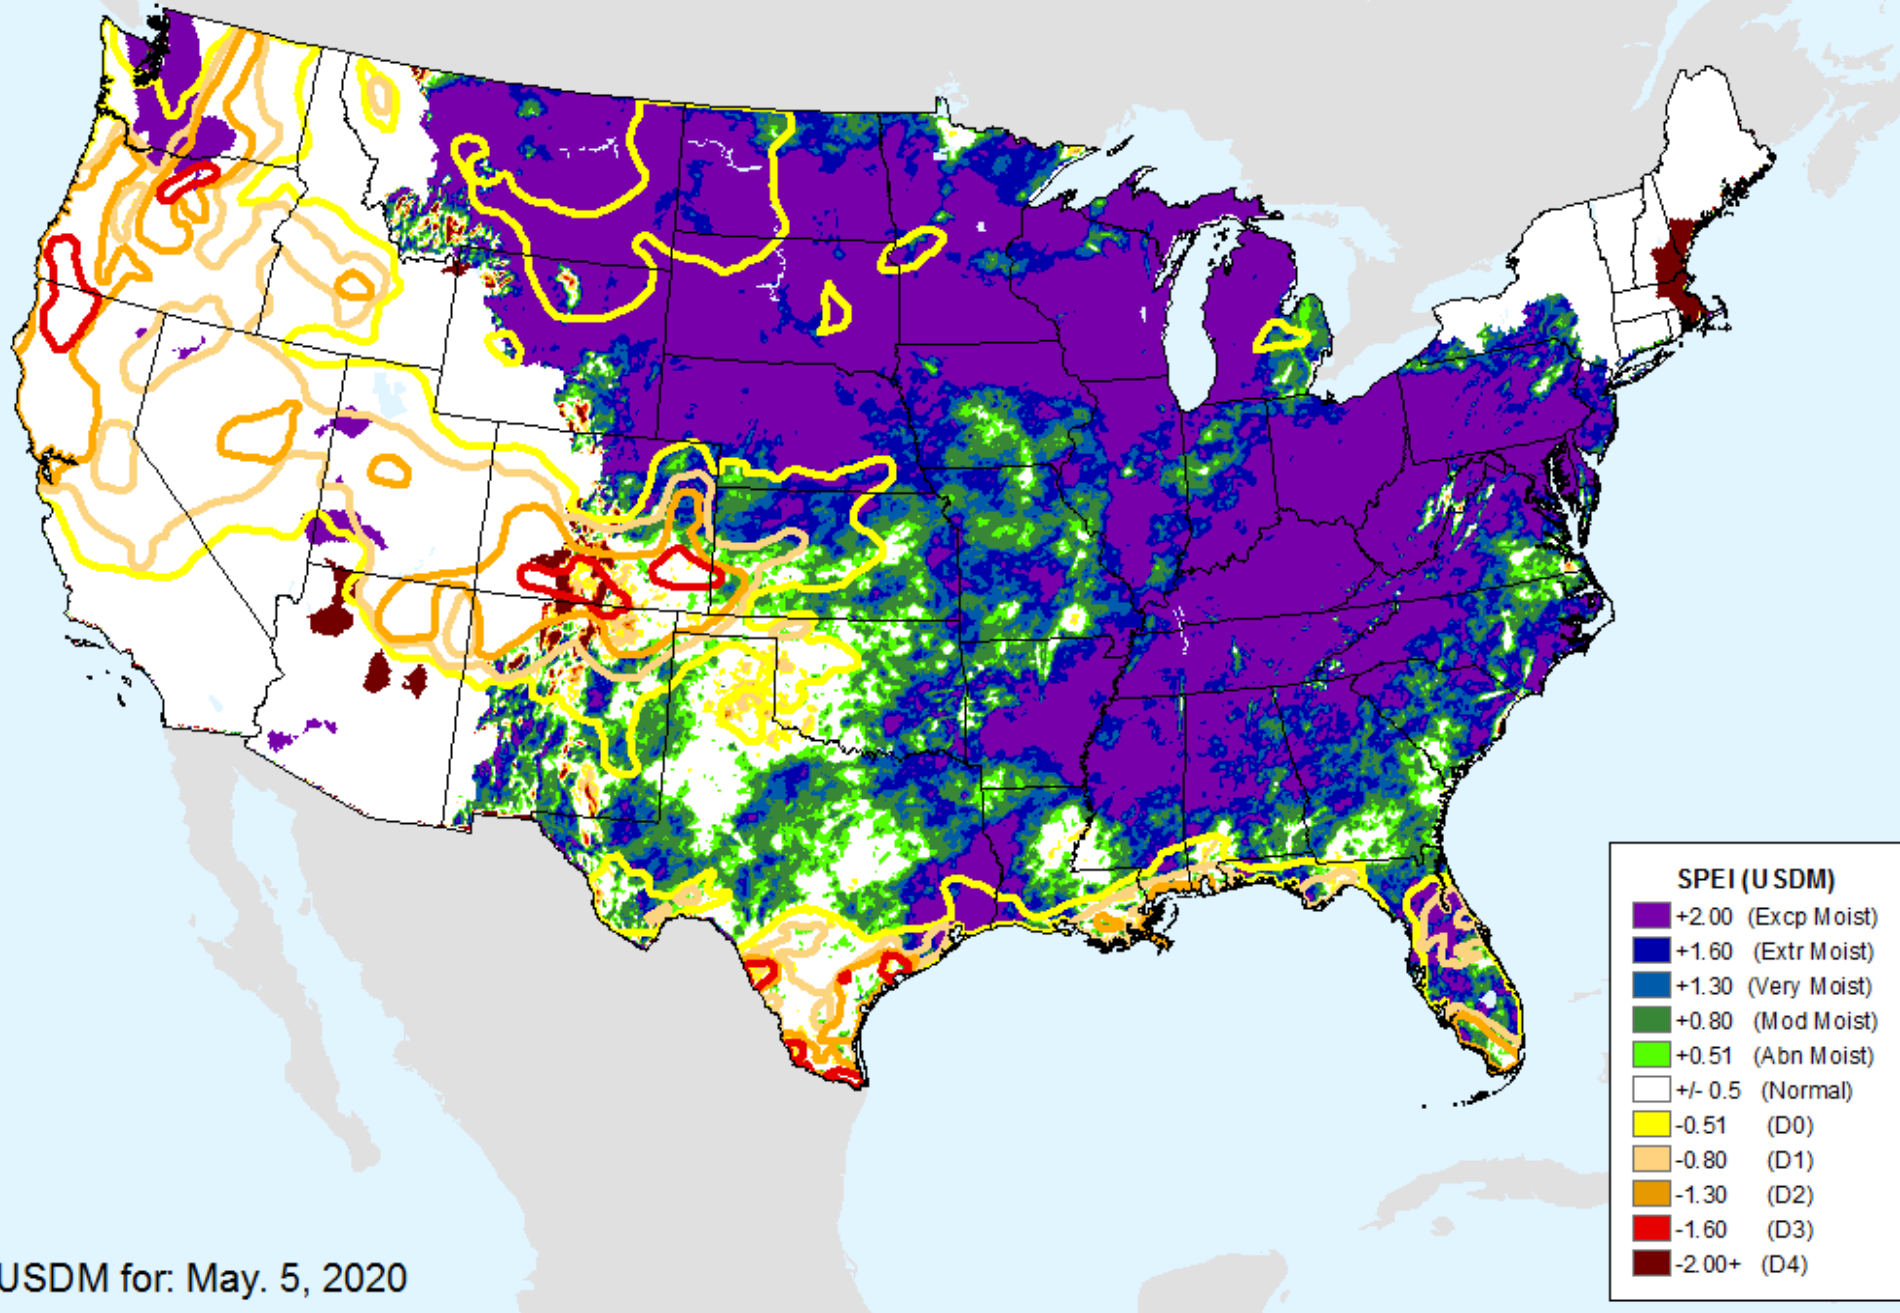 SPEI (USDM)
+2.00 (Excp Moist)
+1.60 (Extr Moist)
+1.30 (Very Moist)
+0.80 (Mod Moist)
+0.51 (Abn Moist)
+/- 0.5 (Normal)
-0.51 (D0)
-0.80 (D1)
-1.30 (D2)
-1.60 (D3)
-2.00+ (D4)
USDM for: May. 5, 2020